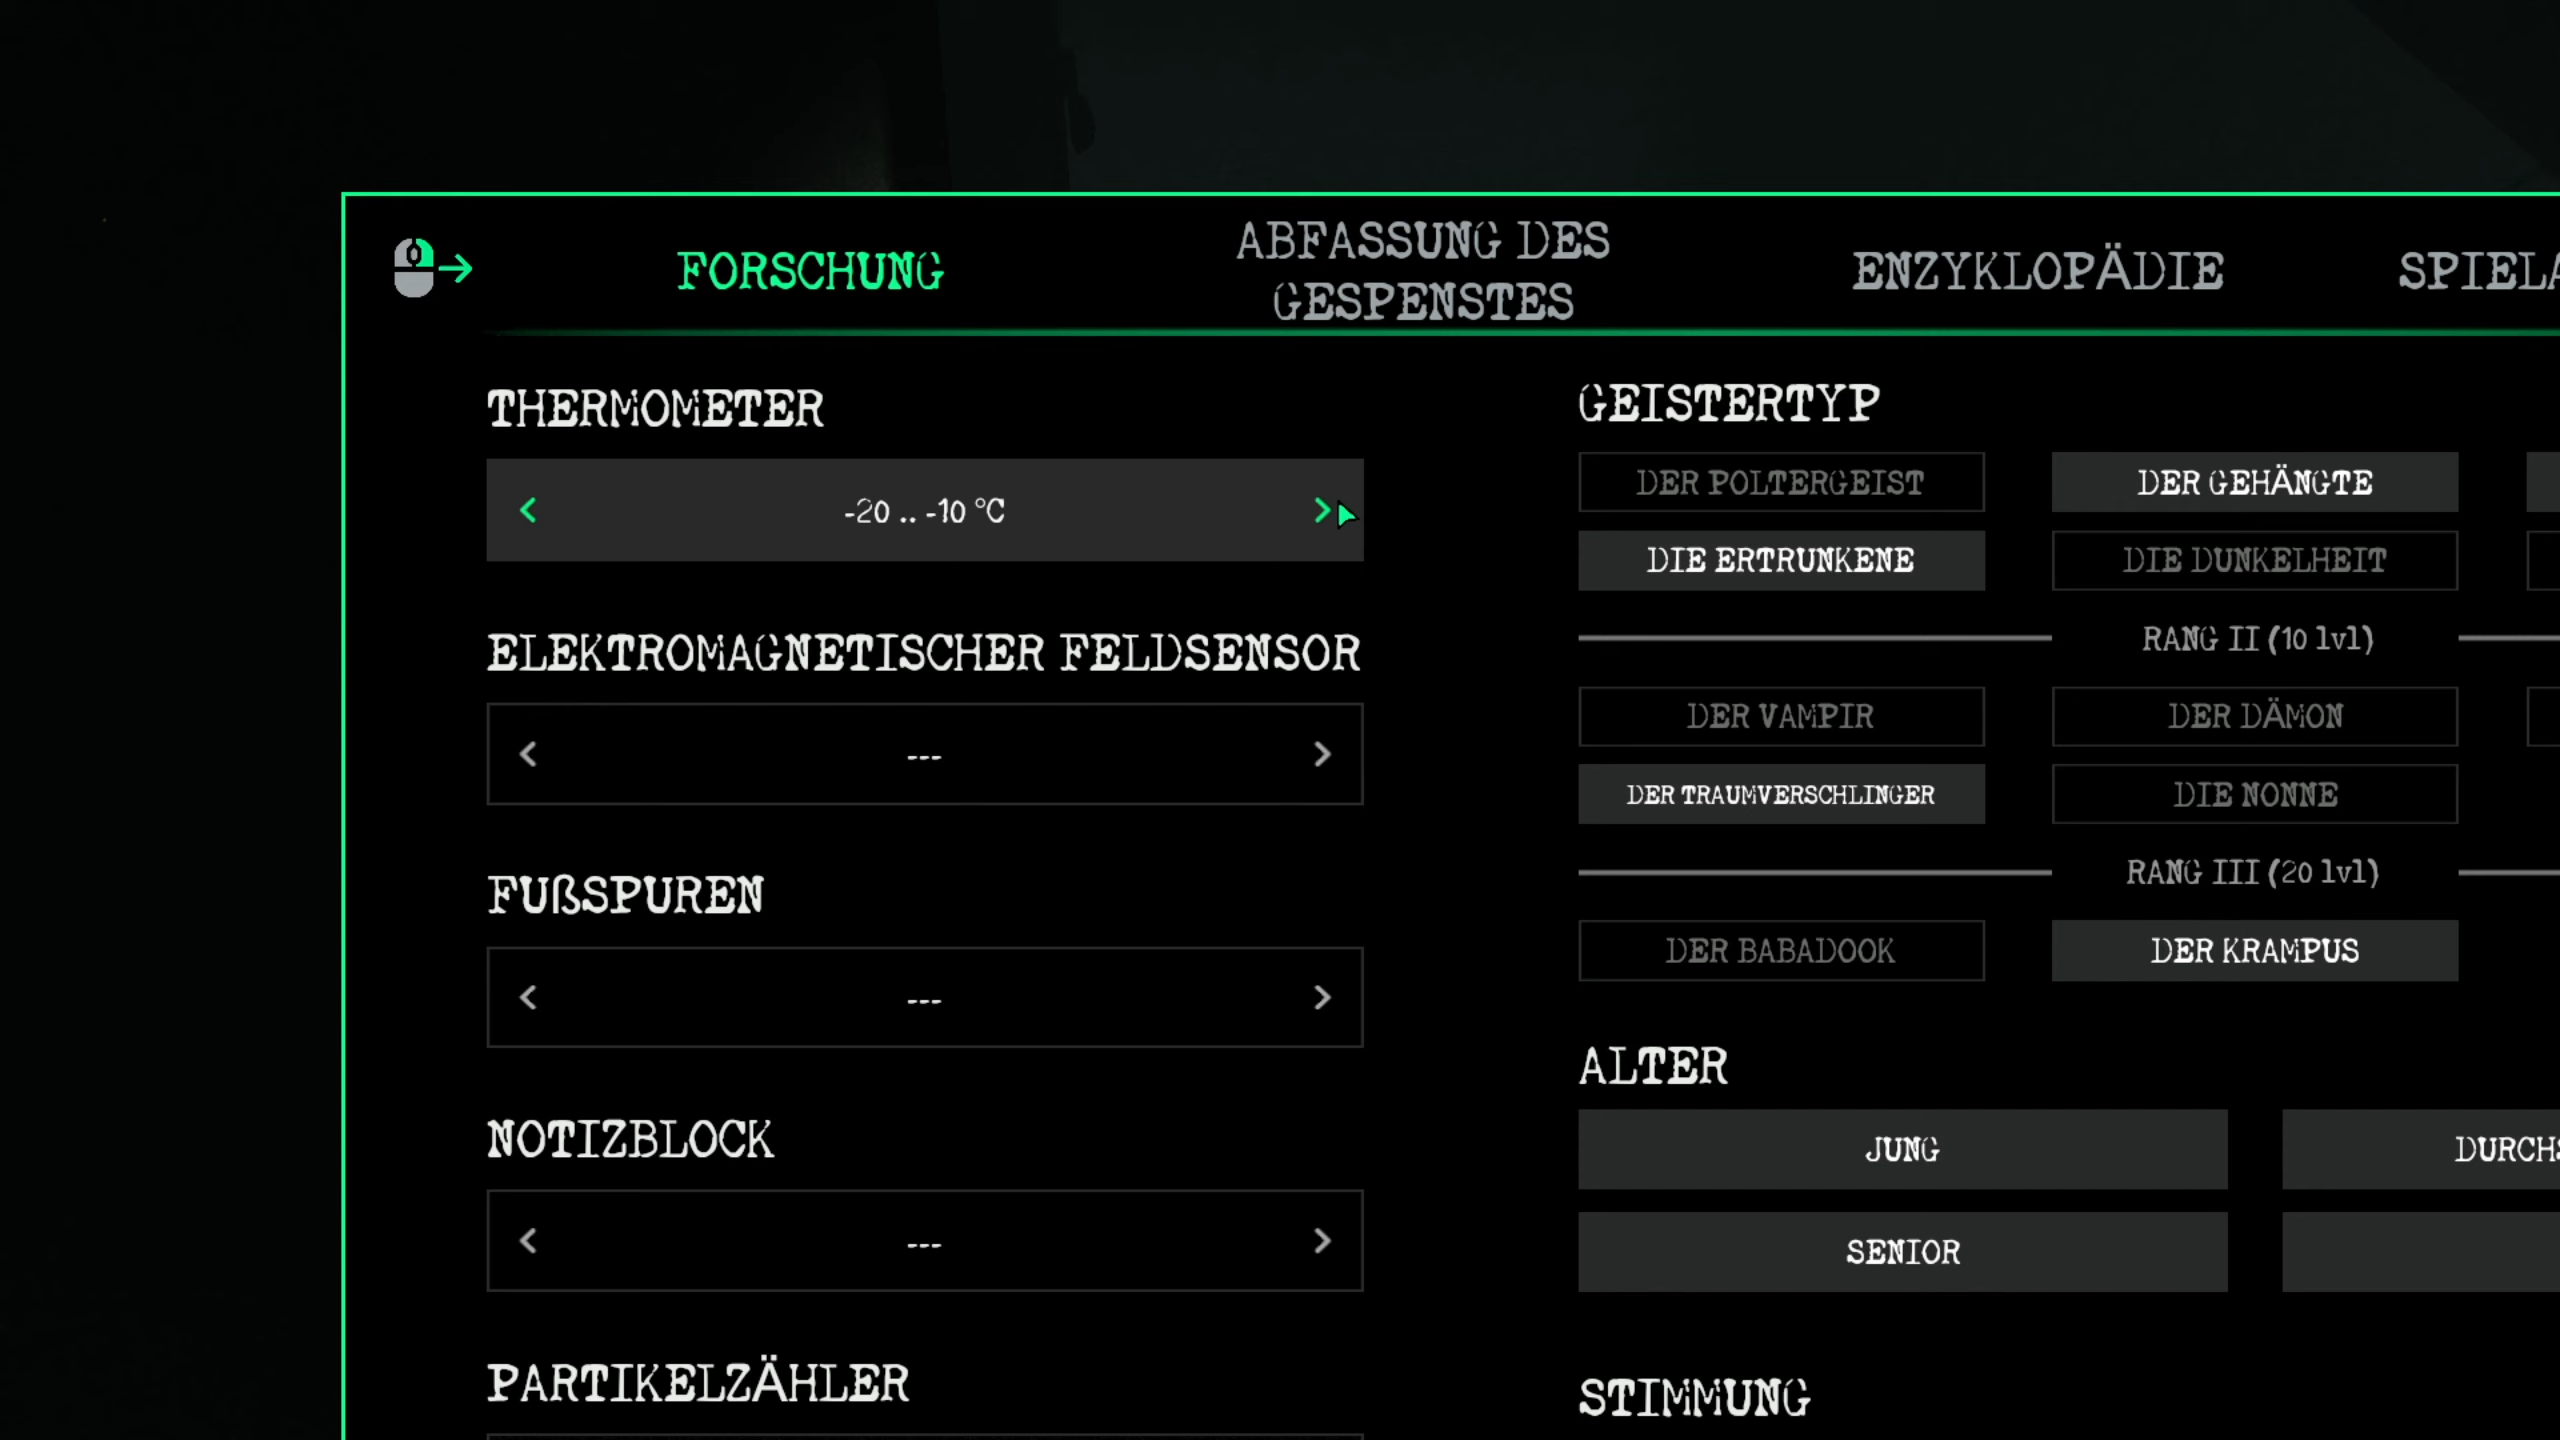 FORSCHUNG
ABFASSUNG DES
GESPENSTES
ENZYKLOPÄDIE
THERMOMETER
-20 .. -10 °C
ELEKTROMAGNETISCHER FELDSENSOR
---
FUßSPUREN
---
NOTIZBLOCK
---
PARTIKELZÄHLER
GEISTERTYP
DER POLTERGEIST
DER GEHÄNGTE
DIE ERTRUNKENE
DIE DUNKELHEIT
RANG II (10 lvl)
DER VAMPIR
DER DÄMON
DER TRAUMVERSCHLINGER
DIE NONNE
RANG III (20 lvl)
DER BABADOOK
DER KRAMPUS
ALTER
JUNG
SENIOR
STIMMUNG